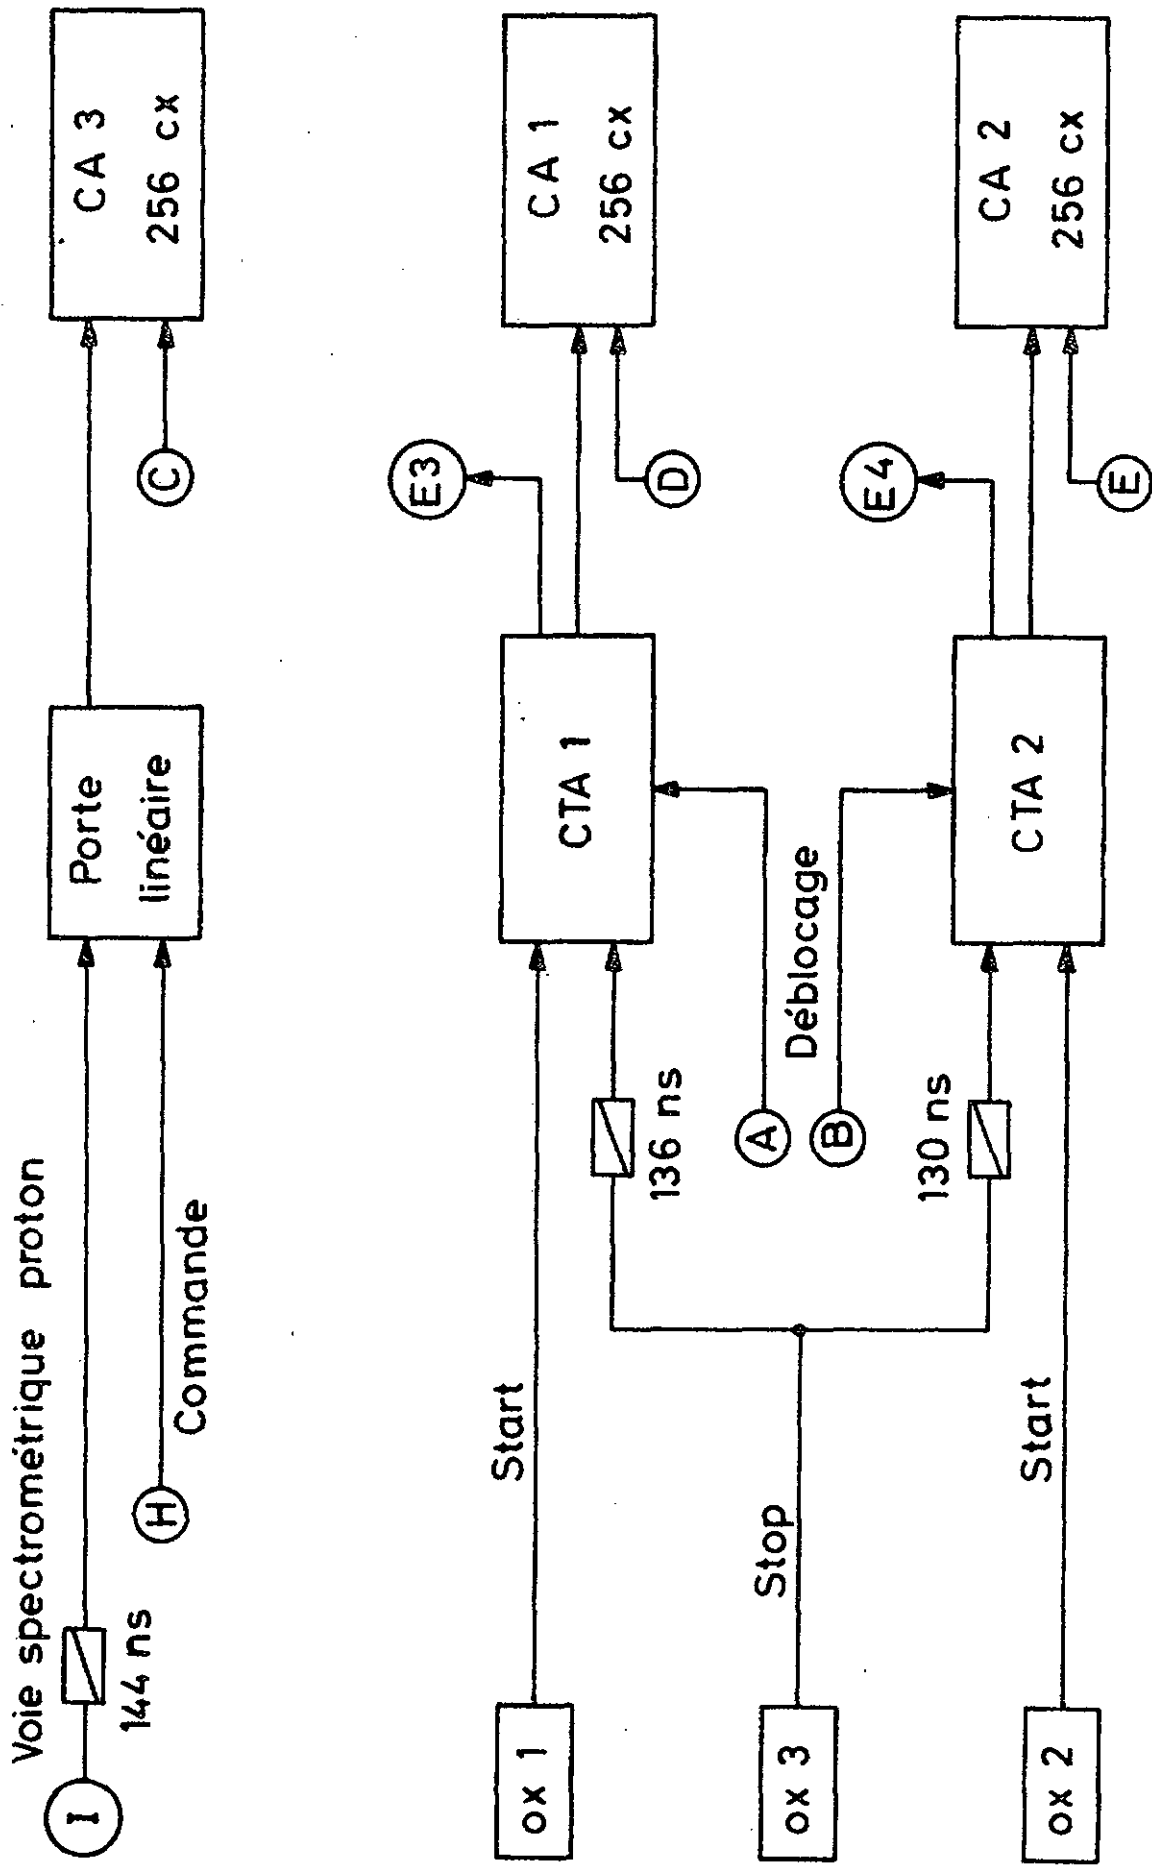 Voie spectrométrique proton
I
144 ns
H
Commande
Porte
linéaire
C
CA 3
256 cx
ox 1
Start
CTA 1
E3
D
CA 1
256 cx
136 ns
A
ox 3
Stop
B
Déblocage
130 ns
ox 2
Start
CTA 2
E4
E
CA 2
256 cx